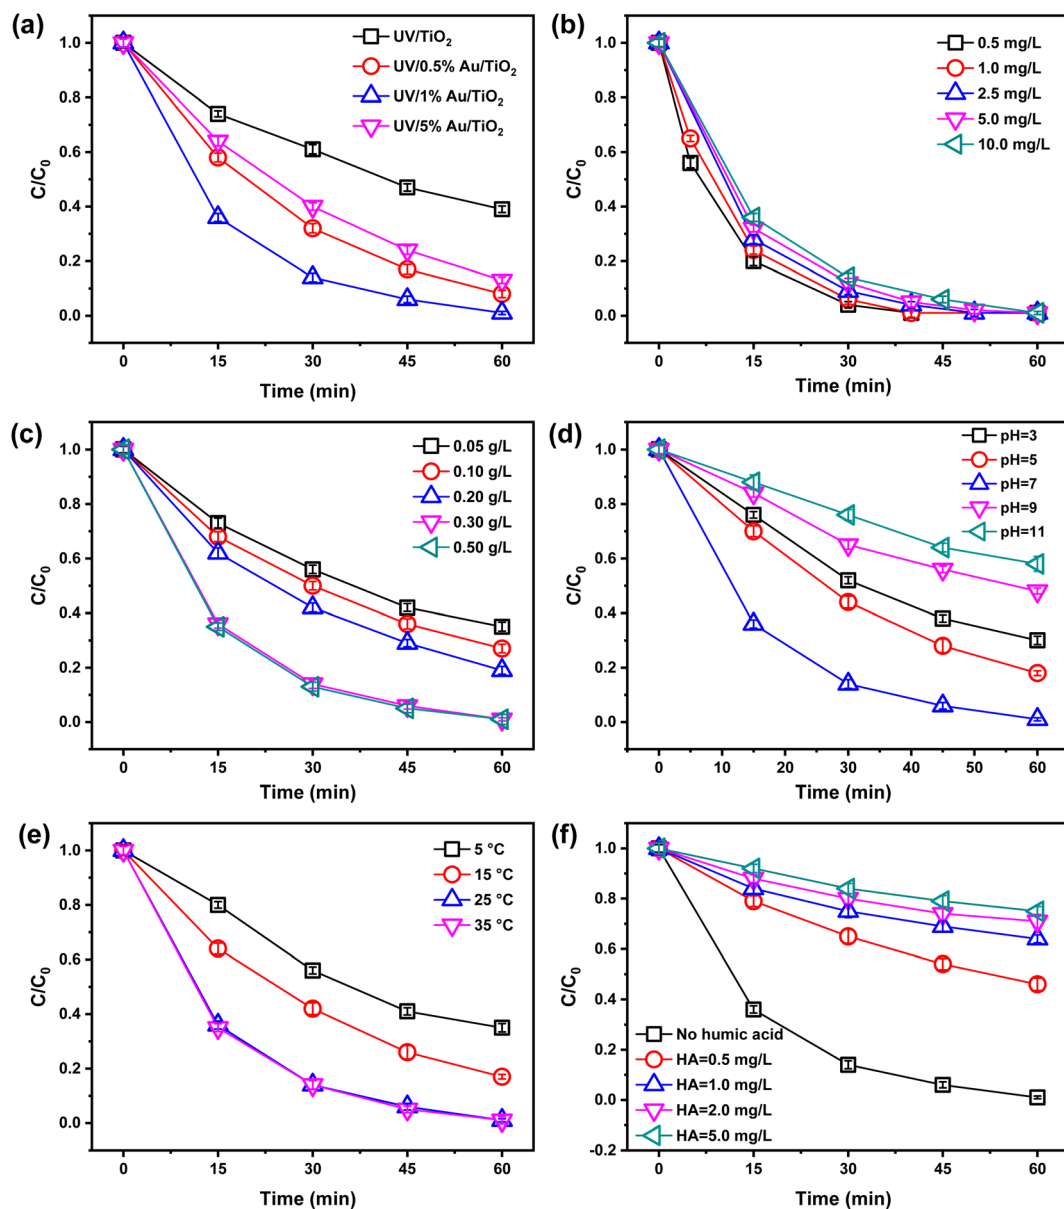 (a)
UV/TiO₂
UV/0.5% Au/TiO₂
UV/1% Au/TiO₂
UV/5% Au/TiO₂
1.0
0.8
0.6
0.4
0.2
0.0
C/C₀
0 15 30 45 60
Time (min)
(b)
0.5 mg/L
1.0 mg/L
2.5 mg/L
5.0 mg/L
10.0 mg/L
1.0
0.8
0.6
0.4
0.2
0.0
C/C₀
0 15 30 45 60
Time (min)
(c)
0.05 g/L
0.10 g/L
0.20 g/L
0.30 g/L
0.50 g/L
1.0
0.8
0.6
0.4
0.2
0.0
C/C₀
0 15 30 45 60
Time (min)
(d)
pH=3
pH=5
pH=7
pH=9
pH=11
1.0
0.8
0.6
0.4
0.2
0.0
C/C₀
0 10 20 30 40 50 60
Time (min)
(e)
5 °C
15 °C
25 °C
35 °C
1.0
0.8
0.6
0.4
0.2
0.0
C/C₀
0 15 30 45 60
Time (min)
(f)
1.0
0.8
0.6
0.4
0.2
0.0
-0.2
C/C₀
No humic acid
HA=0.5 mg/L
HA=1.0 mg/L
HA=2.0 mg/L
HA=5.0 mg/L
0 15 30 45 60
Time (min)